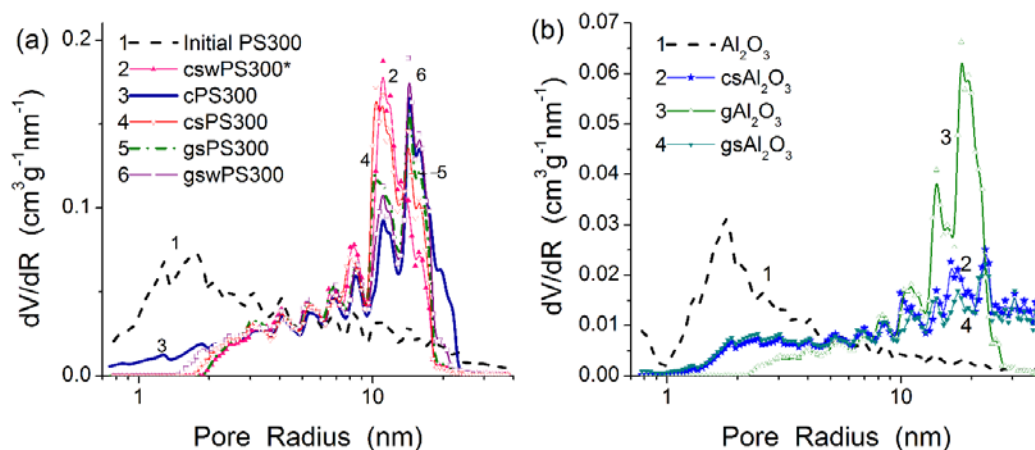 (a)
0.2
0.1
0.0
dV/dR (cm³g⁻¹nm⁻¹)
1 Initial PS300
2 cswPS300*
3 cPS300
4 csPS300
5 gsPS300
6 gswPS300
1
3
2
6
4
5
1 10
Pore Radius (nm)
(b)
0.07
0.06
0.05
0.04
0.03
0.02
0.01
0.00
dV/dR (cm³g⁻¹nm⁻¹)
1 Al₂O₃
2 csAl₂O₃
3 gAl₂O₃
4 gsAl₂O₃
3
1
2
4
1 10
Pore Radius (nm)